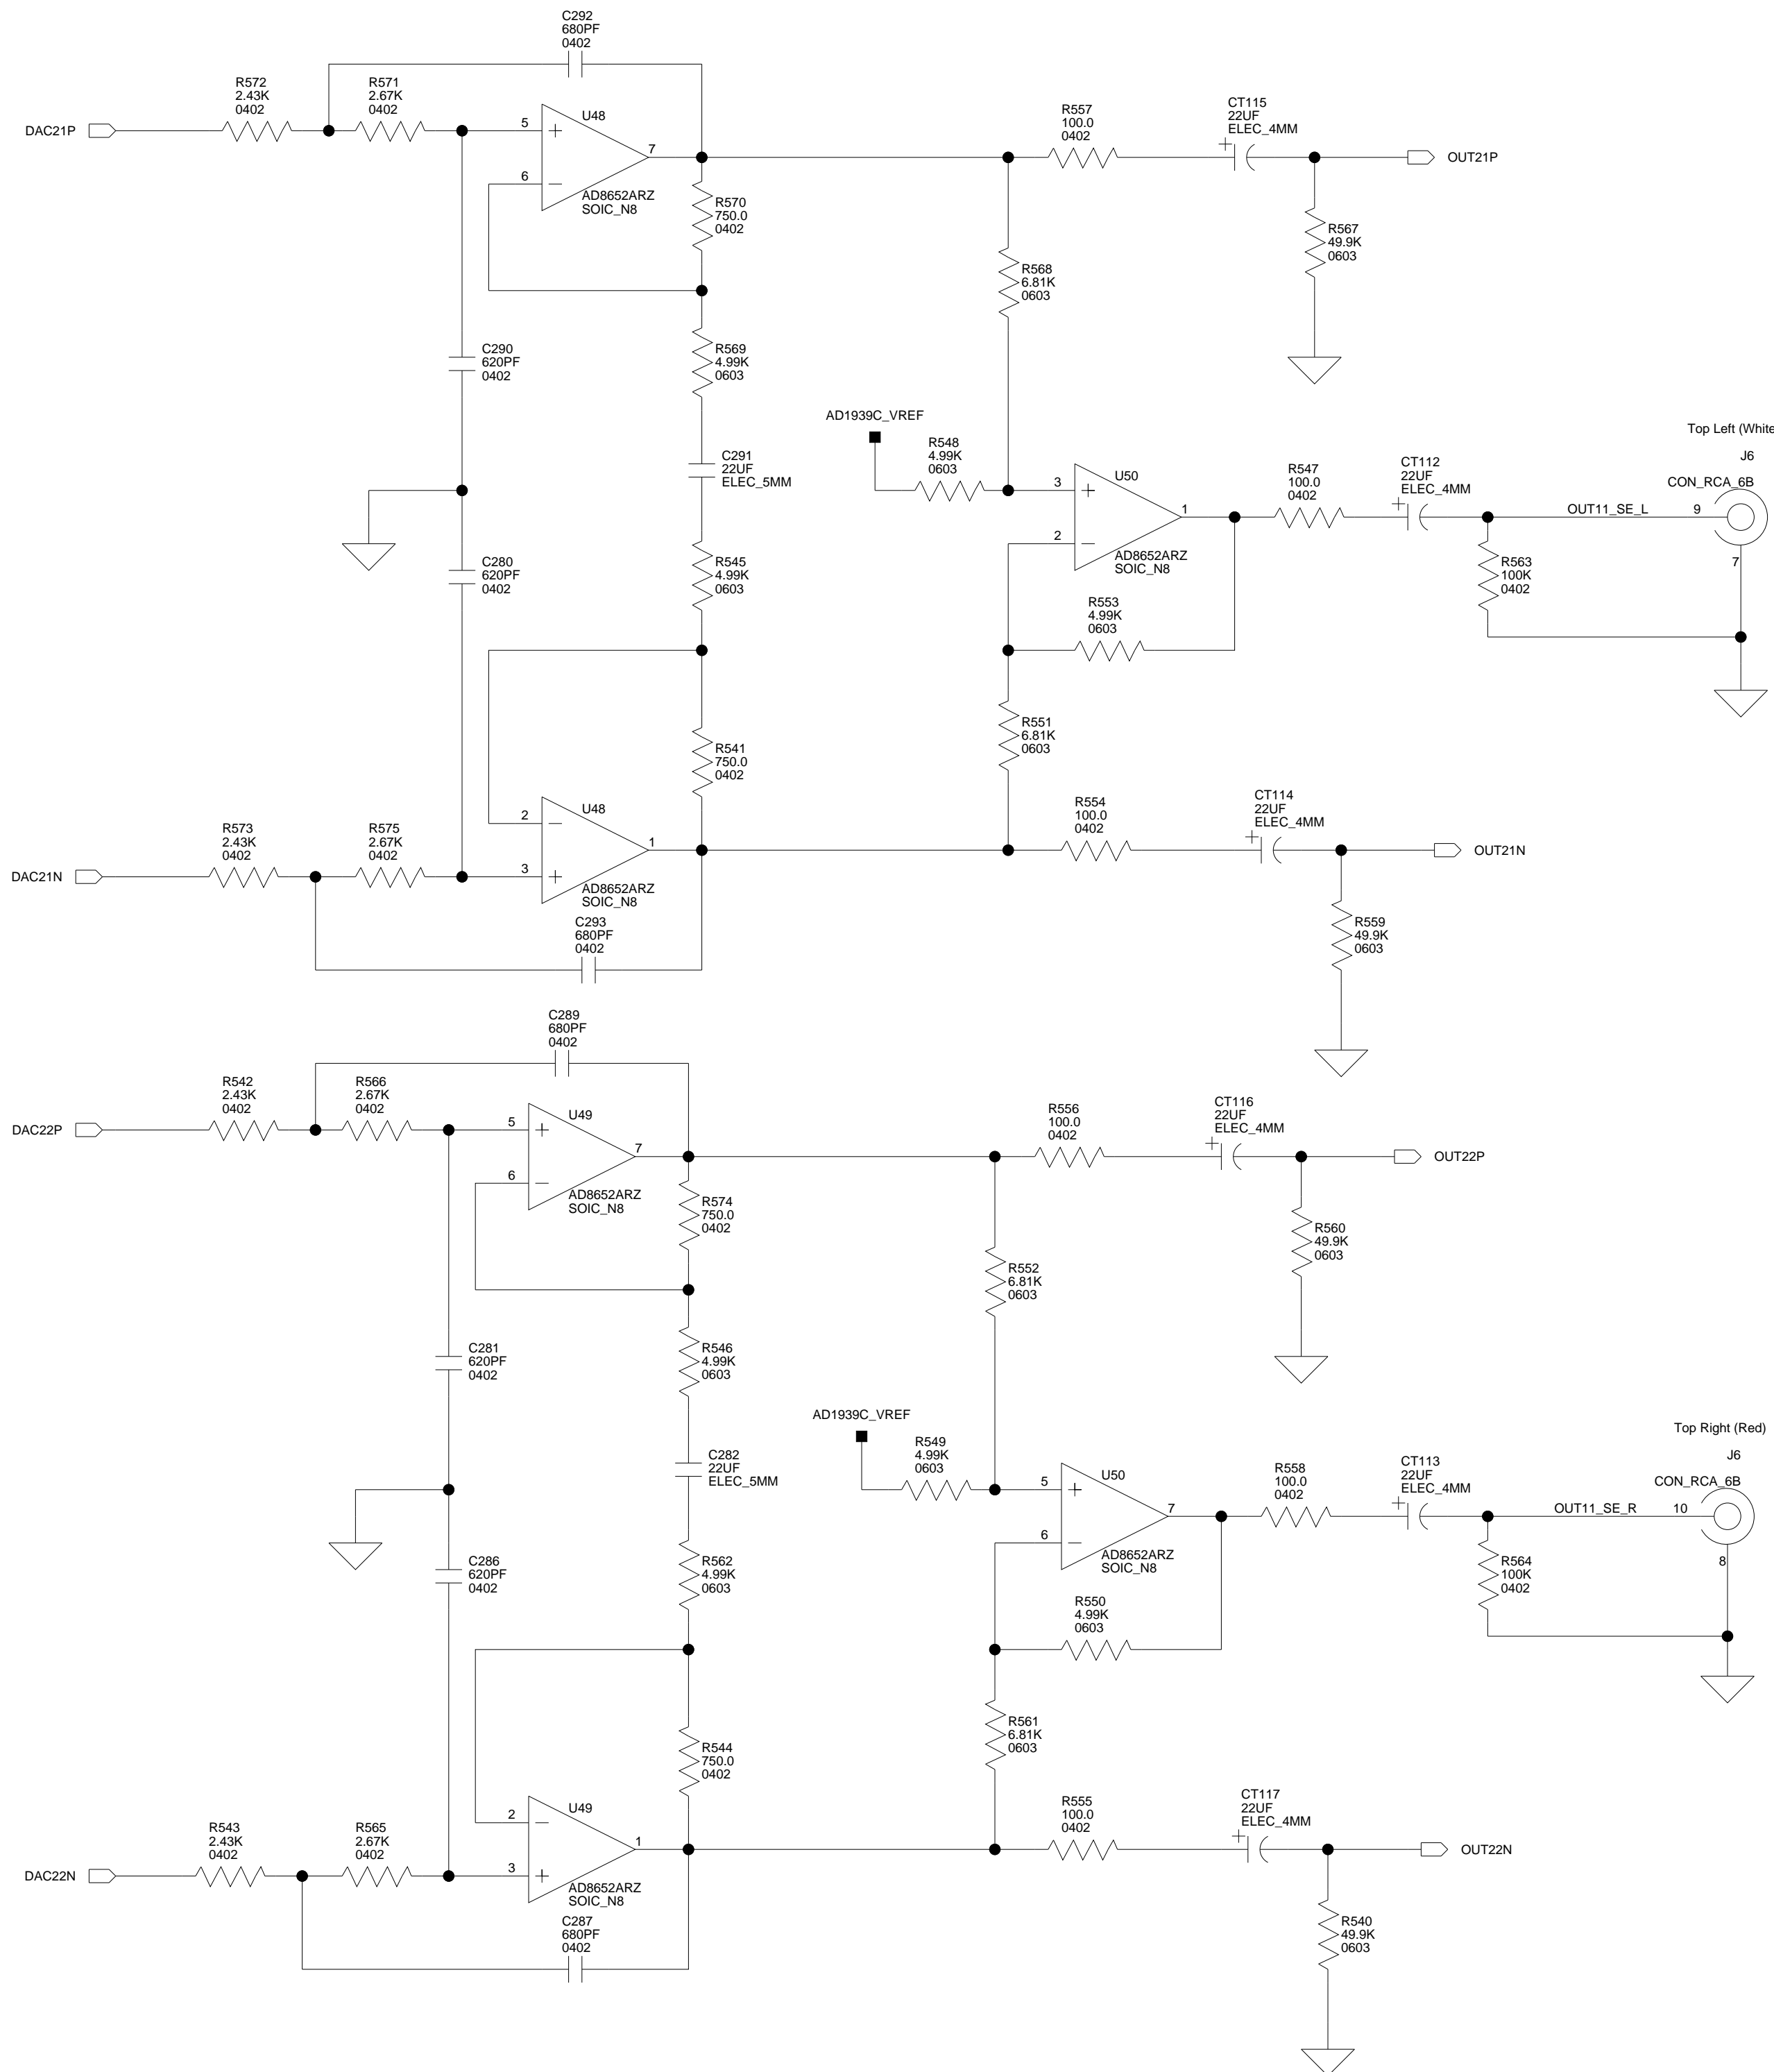 C292
680PF
0402
R572
2.43K
0402
R571
2.67K
0402
DAC21P
5
U48
7
6
AD8652ARZ
SOIC_N8
R570
750.0
0402
R557
100.0
0402
CT115
22UF
ELEC_4MM
+
OUT21P
R567
49.9K
0603
R568
6.81K
0603
C290
620PF
0402
R569
4.99K
0603
AD1939C_VREF
R548
4.99K
0603
C291
22UF
ELEC_5MM
3
U50
1
2
AD8652ARZ
SOIC_N8
R547
100.0
0402
CT112
22UF
ELEC_4MM
+
Top Left (White
J6
CON_RCA_6B
OUT11_SE_L
9
7
R563
100K
0402
C280
620PF
0402
R545
4.99K
0603
R553
4.99K
0603
R551
6.81K
0603
R541
750.0
0402
R573
2.43K
0402
R575
2.67K
0402
DAC21N
2
U48
1
3
AD8652ARZ
SOIC_N8
C293
680PF
0402
R554
100.0
0402
CT114
22UF
ELEC_4MM
+
OUT21N
R559
49.9K
0603
C289
680PF
0402
R542
2.43K
0402
R566
2.67K
0402
DAC22P
5
U49
7
6
AD8652ARZ
SOIC_N8
R574
750.0
0402
R556
100.0
0402
CT116
22UF
ELEC_4MM
+
OUT22P
R560
49.9K
0603
R552
6.81K
0603
C281
620PF
0402
R546
4.99K
0603
AD1939C_VREF
R549
4.99K
0603
C282
22UF
ELEC_5MM
5
U50
7
6
AD8652ARZ
SOIC_N8
R558
100.0
0402
CT113
22UF
ELEC_4MM
+
Top Right (Red)
J6
CON_RCA_6B
OUT11_SE_R
10
8
R564
100K
0402
C286
620PF
0402
R562
4.99K
0603
R550
4.99K
0603
R561
6.81K
0603
R544
750.0
0402
R543
2.43K
0402
R565
2.67K
0402
DAC22N
2
U49
1
3
AD8652ARZ
SOIC_N8
C287
680PF
0402
R555
100.0
0402
CT117
22UF
ELEC_4MM
+
OUT22N
R540
49.9K
0603